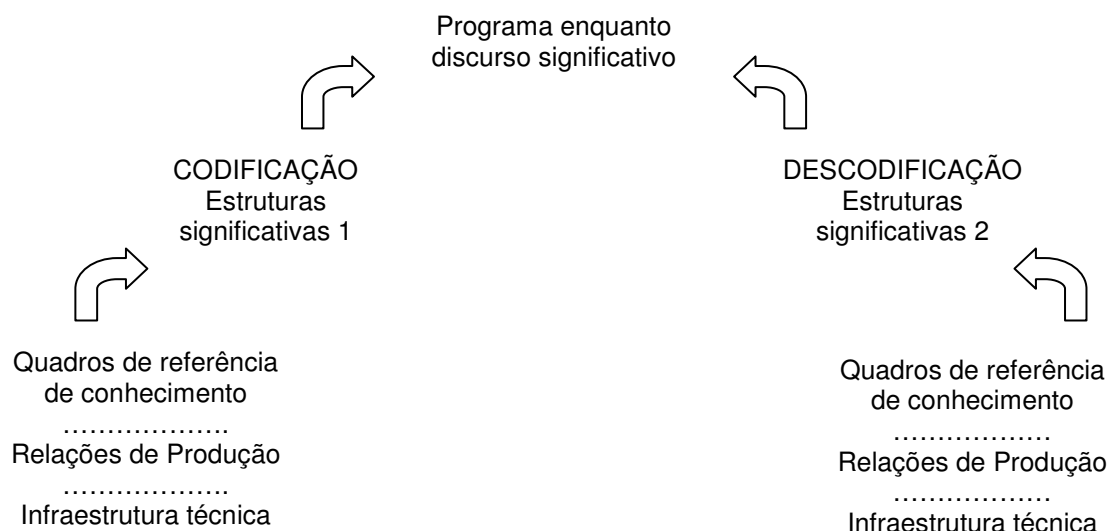 Programa enquanto
discurso significativo
CODIFICAÇÃO
Estruturas
significativas 1
DESCODIFICAÇÃO
Estruturas
significativas 2
Quadros de referência
de conhecimento
……………….
Relações de Produção
……………….
Infraestrutura técnica
Quadros de referência
de conhecimento
………………
Relações de Produção
………………
Infraestrutura técnica